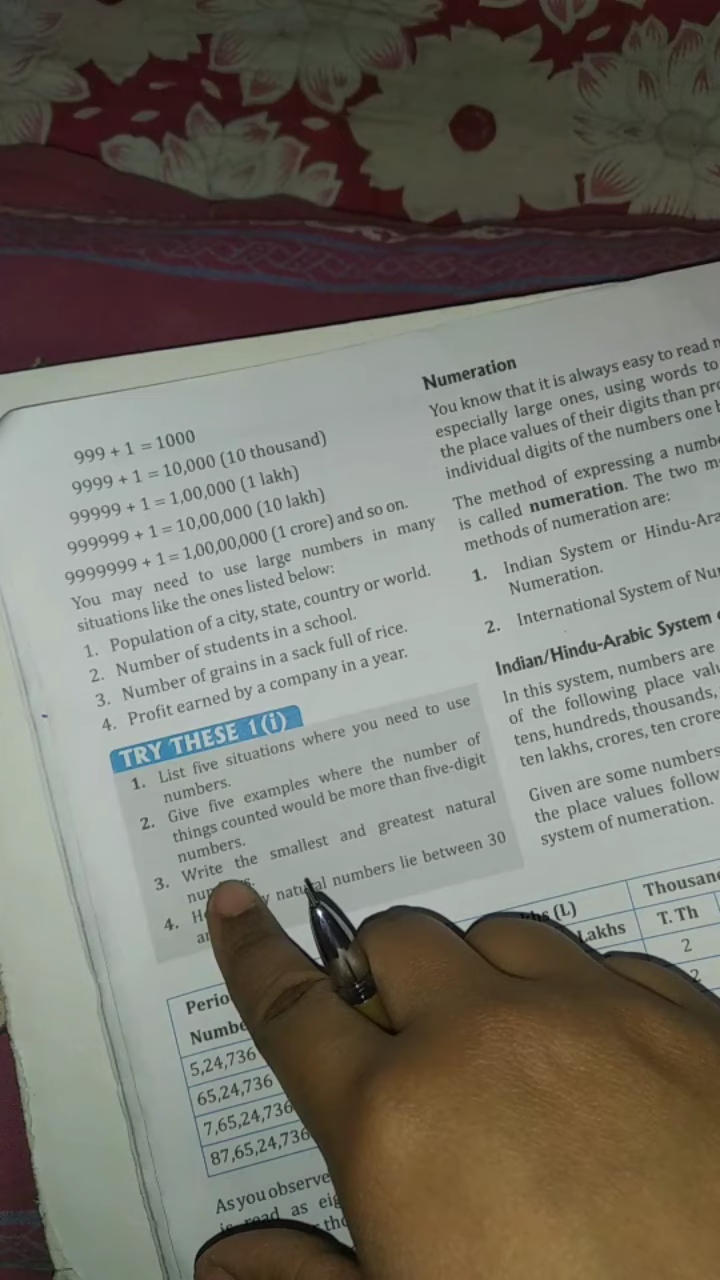 999 + 1 = 1000
9999 + 1 = 10,000 (10 thousand)
99999 + 1 = 1,00,000 (1 lakh)
999999 + 1 = 10,00,000 (10 lakh)
9999999 + 1 = 1,00,00,000 (1 crore) and so on.
You may need to use large numbers in many
situations like the ones listed below:
1. Population of a city, state, country or world.
2. Number of students in a school.
3. Number of grains in a sack full of rice.
4. Profit earned by a company in a year.
TRY THESE 1(i)
1. List five situations where you need to use
numbers.
2. Give five examples where the number of
things counted would be more than five-digit
numbers.
3. Write the smallest and greatest natural
4. natural numbers lie between 30
Numeration
You know that it is always easy to read
especially large ones, using words to
the place values of their digits than
individual digits of the numbers one
The method of expressing a
is called numeration. The two
methods of numeration are:
1. Indian System or
Numeration.
2. International System of
Indian/Hindu-Arabic System
In this system, numbers are
of the following place
tens, hundreds, thousands,
ten lakhs, crores, ten
Given are some numbers
the place values
system of numeration.
(L)
Lakhs
T. Th
2
2
5,24,736
65,24,736
7,65,24,736
87,65,24,736
As you
read as